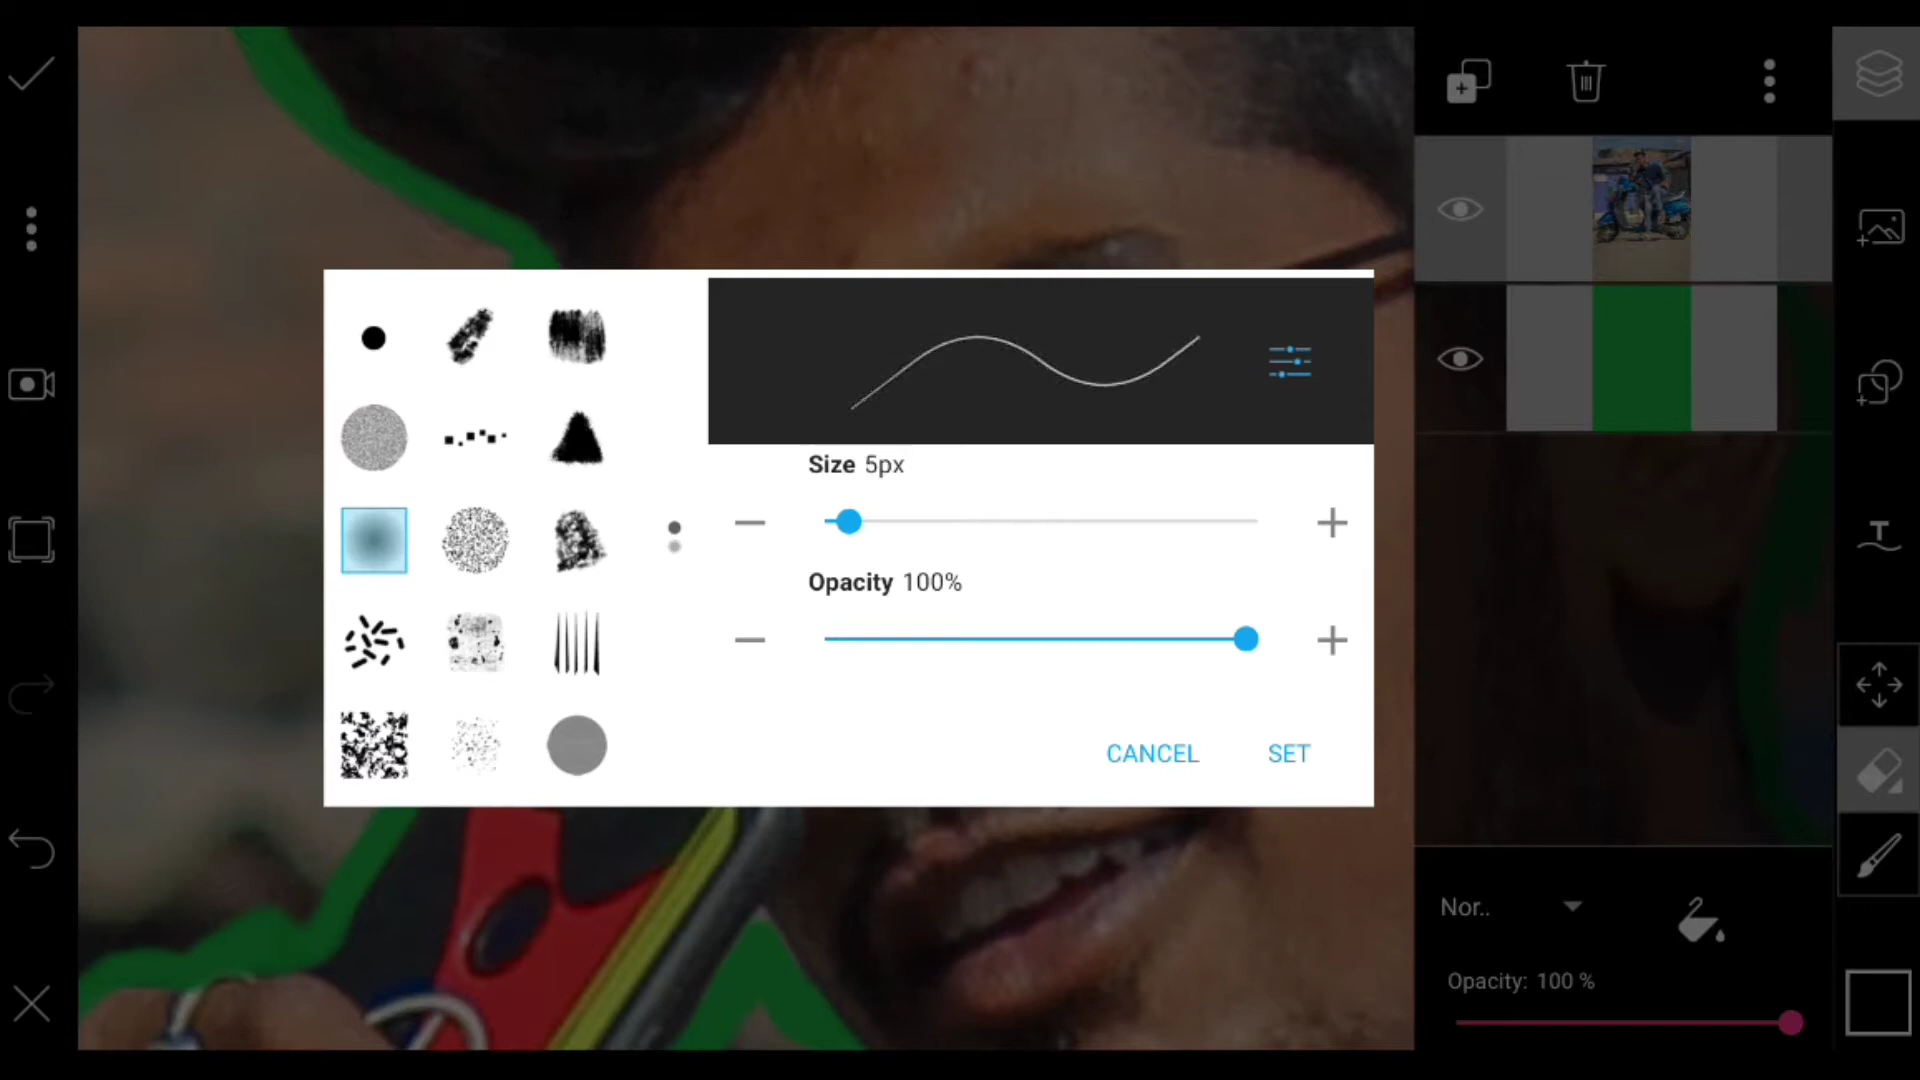 Size 5px
Opacity 100%
CANCEL SET
Nor..
Opacity: 100 %